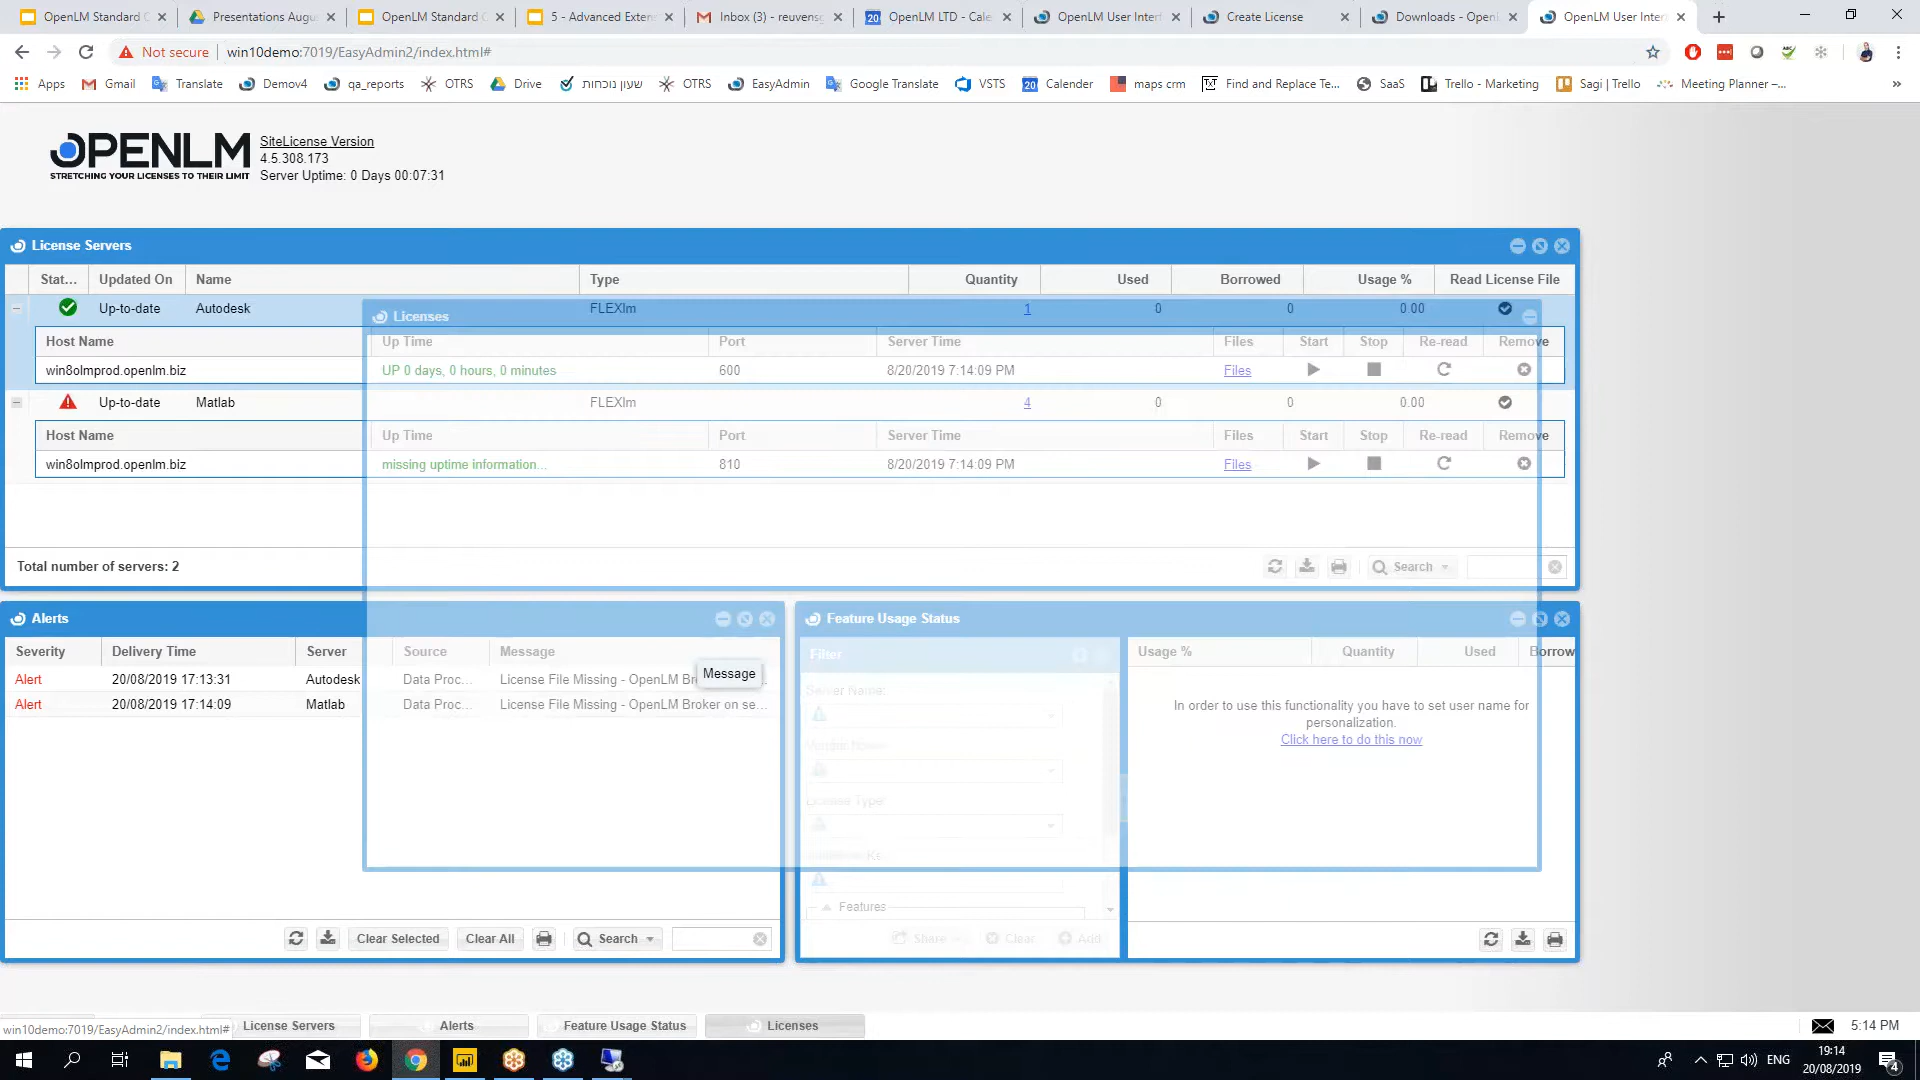 OpenLM Standard C
Presentations Augu
OpenLM Standard C
5 - Advanced Exten
Inbox (3) - reuvens
OpenLM LTD - Cale
OpenLM User Interf
Create License
Downloads - OpenL
OpenLM User Inter
Not secure
win10demo:7019/EasyAdmin2/index.html#
Apps
Gmail
Translate
Demov4
qa_reports
OTRS
Drive
שעון נוכחות
OTRS
EasyAdmin
Google Translate
VSTS
Calender
maps crm
Find and Replace Te...
SaaS
Trello - Marketing
Sagi | Trello
Meeting Planner –...
OPENLM
STRETCHING YOUR LICENSES TO THEIR LIMIT
SiteLicense Version
4.5.308.173
Server Uptime: 0 Days 00:07:31
License Servers
Stat... Updated On Name Type Quantity Used Borrowed Usage % Read License File
Up-to-date Autodesk FLEXlm 1 0 0 0.00
Licenses
Host Name Up Time Port Server Time Files Start Stop Re-read Remove
win8olmprod.openlm.biz UP 0 days, 0 hours, 0 minutes 600 8/20/2019 7:14:09 PM Files
Up-to-date Matlab FLEXlm 4 0 0 0.00
Host Name Up Time Port Server Time Files Start Stop Re-read Remove
win8olmprod.openlm.biz missing uptime information... 810 8/20/2019 7:14:09 PM Files
Total number of servers: 2
Search
Alerts
Severity Delivery Time Server Source Message
Alert 20/08/2019 17:13:31 Autodesk Data Proc... License File Missing - OpenLM Br
Message
Alert 20/08/2019 17:14:09 Matlab Data Proc... License File Missing - OpenLM Broker on se...
Clear Selected
Clear All
Search
Feature Usage Status
Filter
Server Name:
Vendor Name:
License Type:
Features
Share
Clear
Add
Usage % Quantity Used Borrow
In order to use this functionality you have to set user name for
personalization.
Click here to do this now
win10demo:7019/EasyAdmin2/index.html#
License Servers
Alerts
Feature Usage Status
Licenses
5:14 PM
ENG
19:14
20/08/2019
4